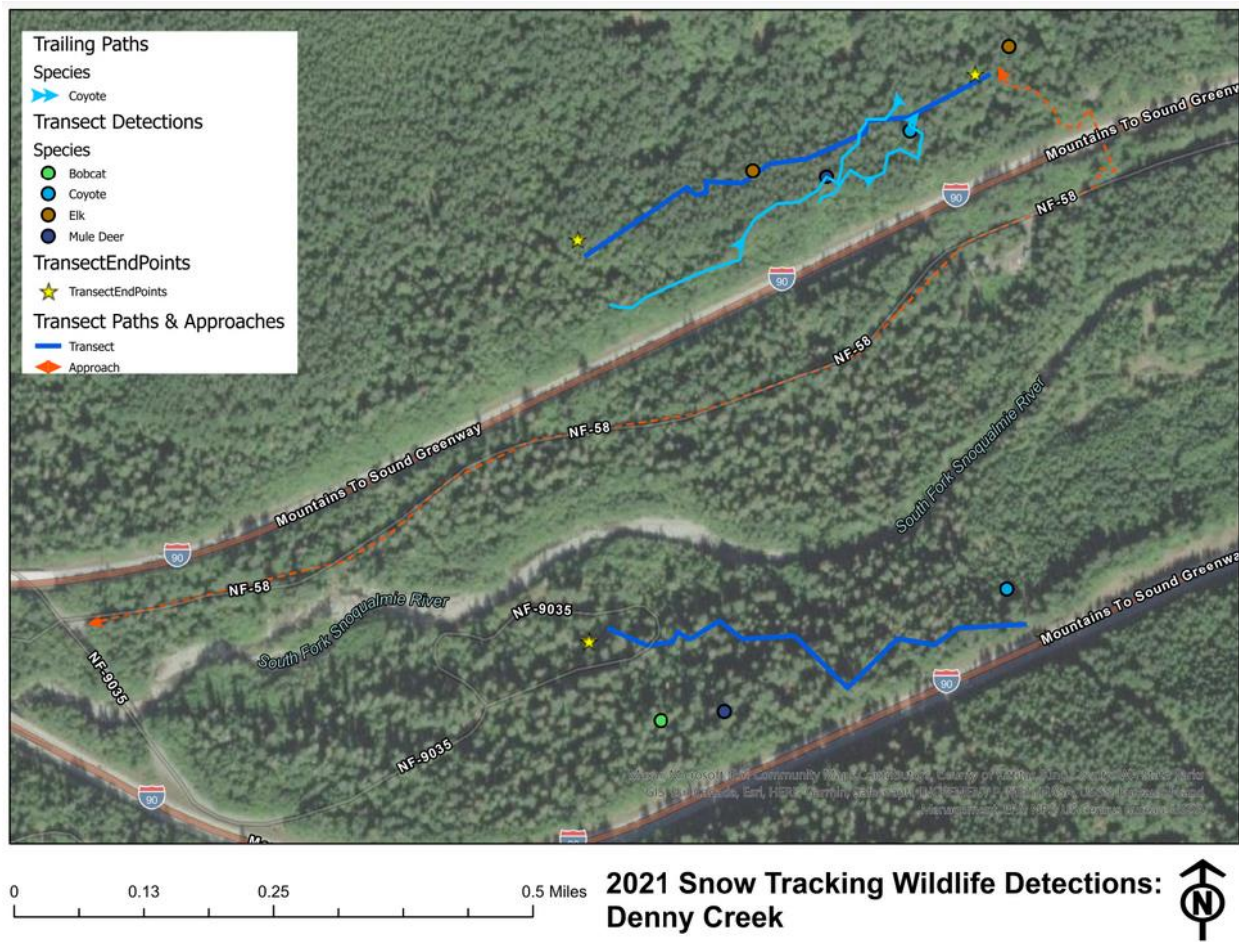 Trailing Paths
Species
Coyote
Transect Detections
Species
Bobcat
Coyote
Elk
Mule Deer
TransectEndPoints
TransectEndPoints
Transect Paths & Approaches
Transect
Approach
Mountains To Sound Greenw
90
NF-58
90
NF-58
NF-58
Mountains To Sound Greenway
South Fork Snoqualmie River
90
NF-58
South Fork Snoqualmie River
NF-9035
Mountains To Sound Greenwa
NF-9035
90
NF-9035
90
90
0 0.13 0.25 0.5 Miles
2021 Snow Tracking Wildlife Detections:
Denny Creek
N